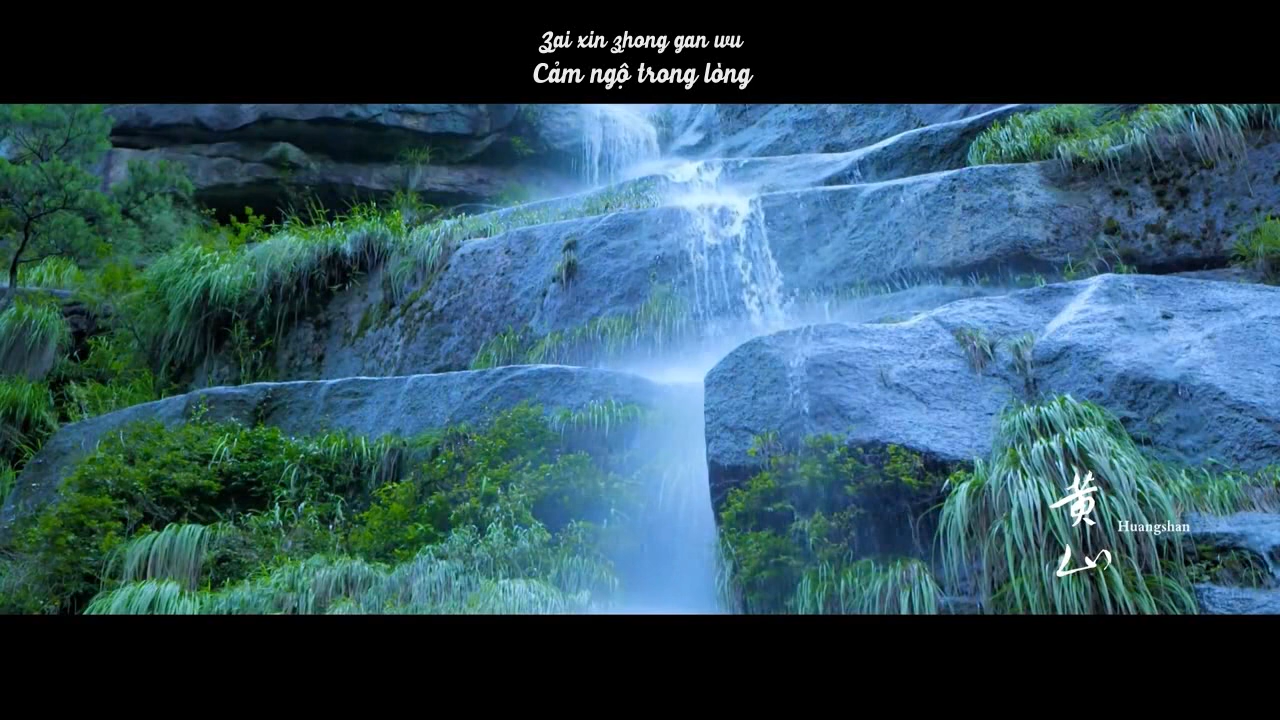 Zai xin zhong gan wu
Cảm ngộ trong lòng
黄
Huangshan
山